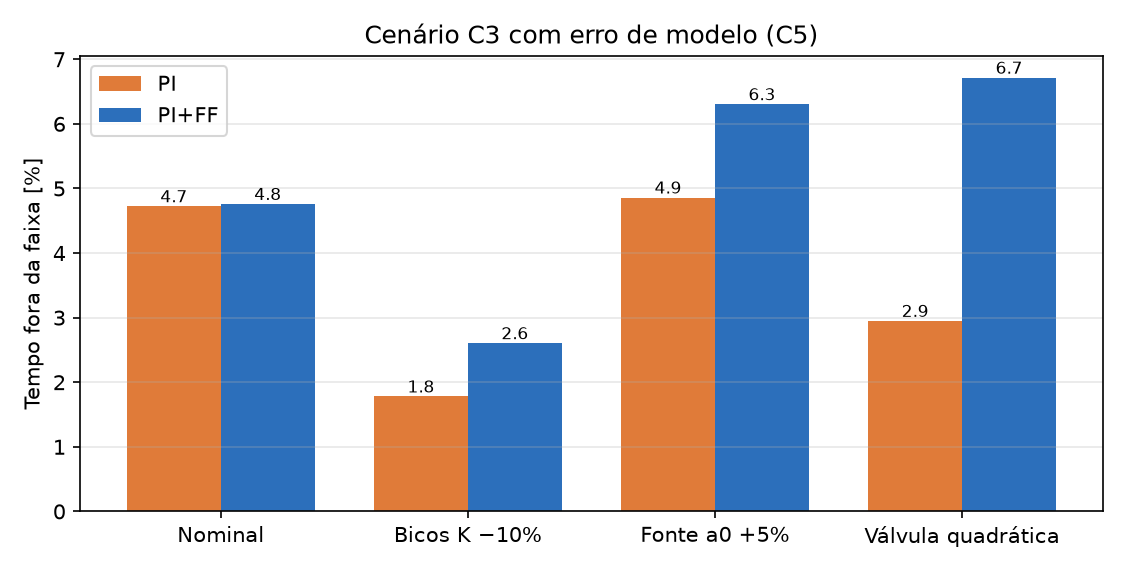 Cenário C3 com erro de modelo (C5)
PI
PI+FF
Tempo fora da faixa [%]
7
6
5
4
3
2
1
0
4.7
4.8
1.8
2.6
4.9
6.3
2.9
6.7
Nominal
Bicos K −10%
Fonte a0 +5%
Válvula quadrática